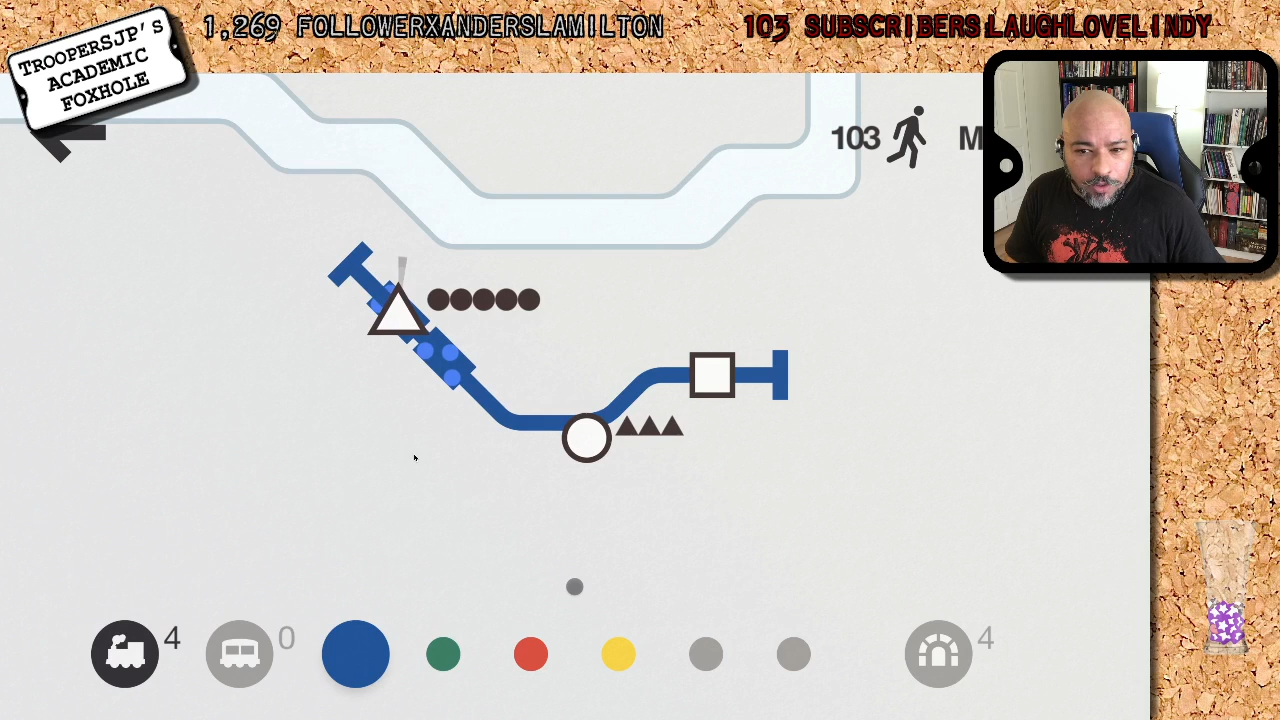 1,269 FOLLOWERXANDERSLAMILTON
103 SUBSCRIBERS:LAUGHLOVELINDY
TROOPERSJP'S
ACADEMIC
FOXHOLE
103
M
4
0
4